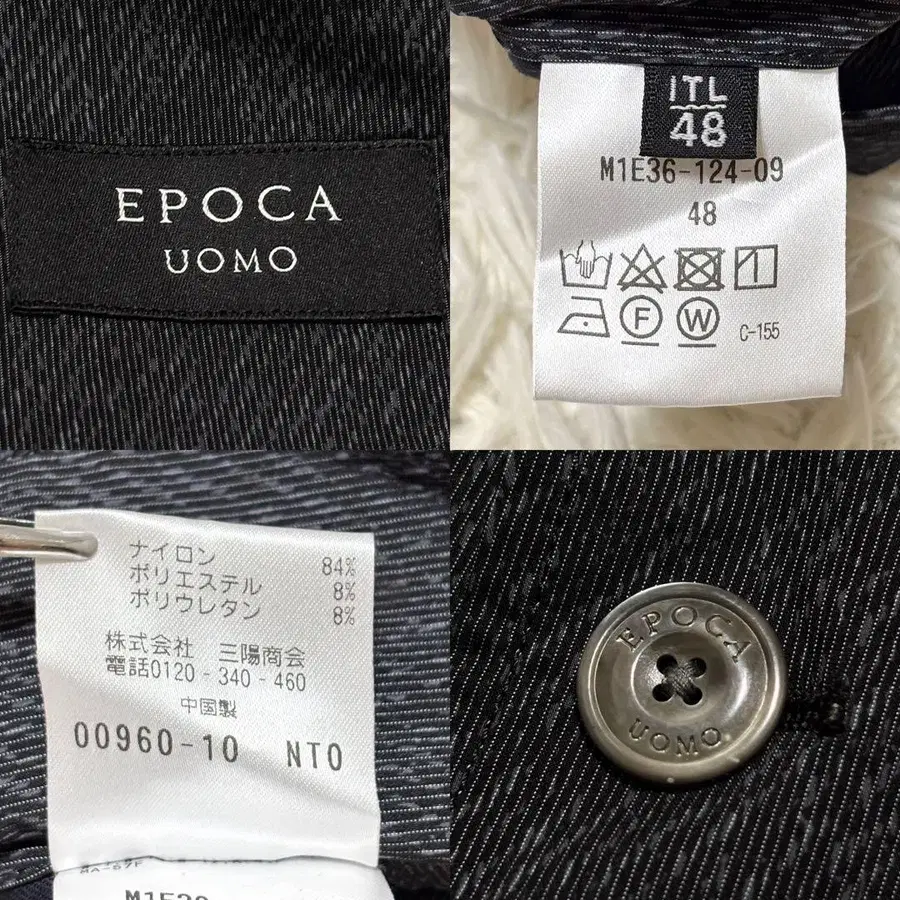 EPOCA
UOMO
ITL
48
M1E36-124-09
48
F
W
C-155
ナイロン 84%
ポリエステル 8%
ポリウレタン 8%
株式会社 三陽商会
電話0120-340-460
中国製
00960-10 NTO
EPOCA
UOMO